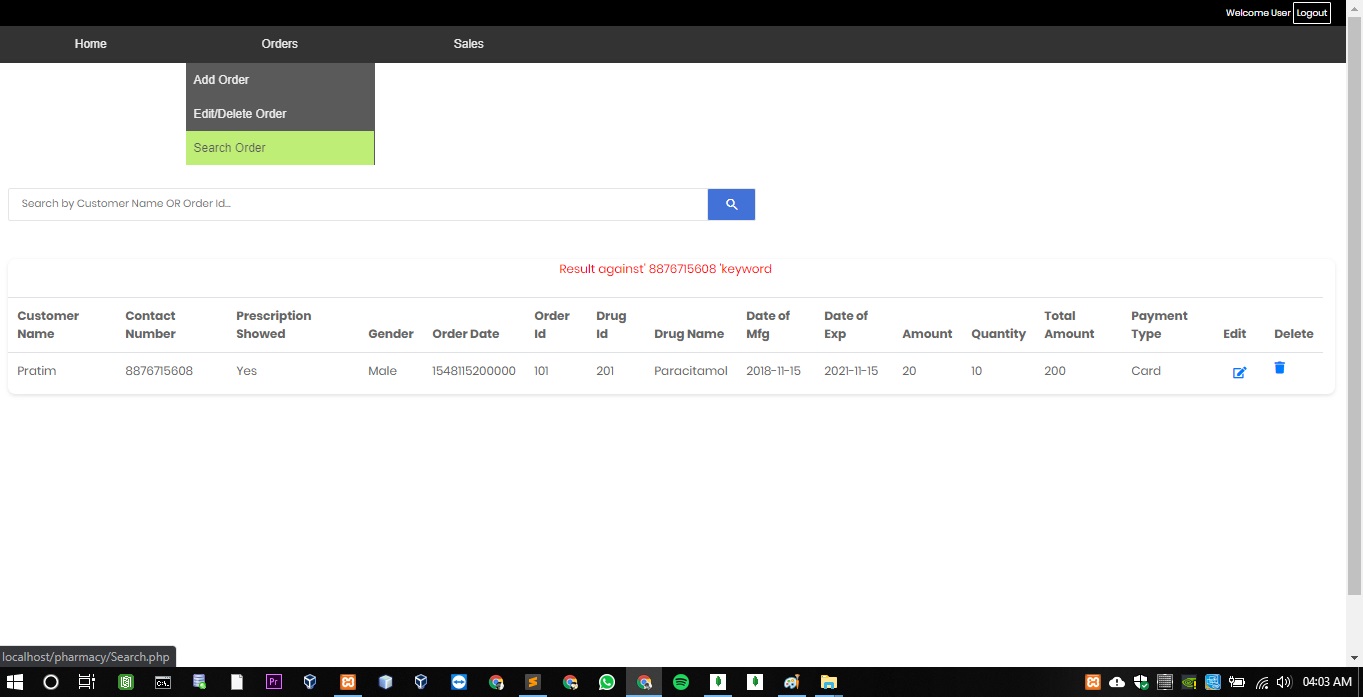 Welcome User Logout
Home Orders Sales
Add Order
Edit/Delete Order
Search Order
Search by Customer Name OR Order Id...
Result against' 8876715608 'keyword
Customer Name Contact Number Prescription Showed Gender Order Date Order Id Drug Id Drug Name Date of Mfg Date of Exp Amount Quantity Total Amount Payment Type Edit Delete
Pratim 8876715608 Yes Male 1548115200000 101 201 Paracitamol 2018-11-15 2021-11-15 20 10 200 Card
localhost/pharmacy/Search.php
Pr
04:03 AM